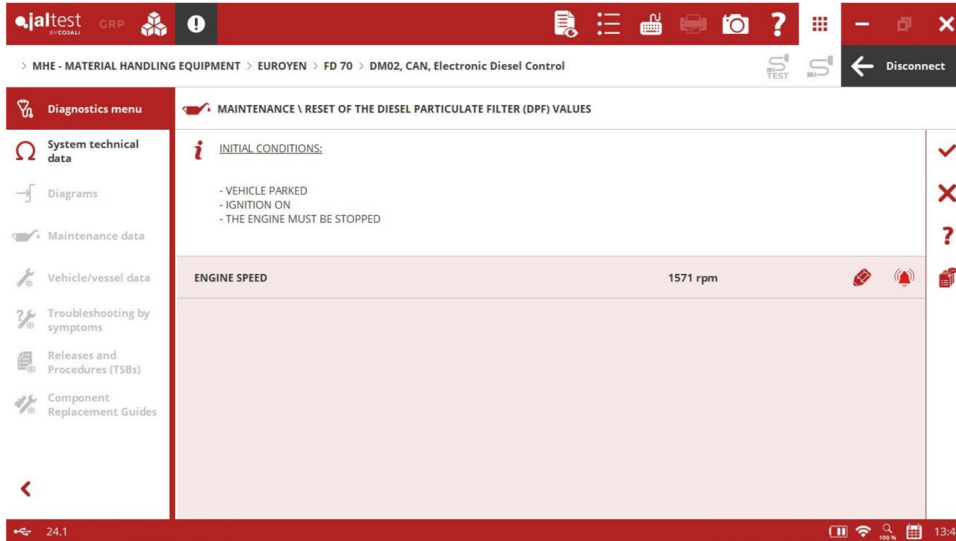 jaltest GRP
BY COJALI
> MHE - MATERIAL HANDLING EQUIPMENT > EUROYEN > FD 70 > DM02, CAN, Electronic Diesel Control
TEST
Disconnect
Diagnostics menu
MAINTENANCE \ RESET OF THE DIESEL PARTICULATE FILTER (DPF) VALUES
System technical
data
Diagrams
Maintenance data
Vehicle/vessel data
Troubleshooting by
symptoms
Releases and
Procedures (TSBs)
Component
Replacement Guides
INITIAL CONDITIONS:
- VEHICLE PARKED
- IGNITION ON
- THE ENGINE MUST BE STOPPED
ENGINE SPEED 1571 rpm
24.1
100 %
13:4